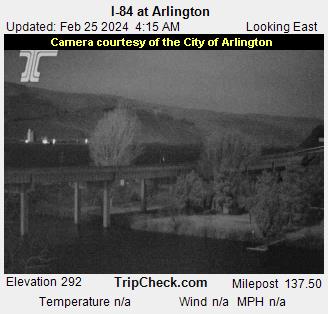 I-84 at Arlington
Updated: Feb 25 2024 4:15 AM Looking East
Camera courtesy of the City of Arlington
Elevation 292 TripCheck.com Milepost 137.50
Temperature n/a Wind n/a MPH n/a